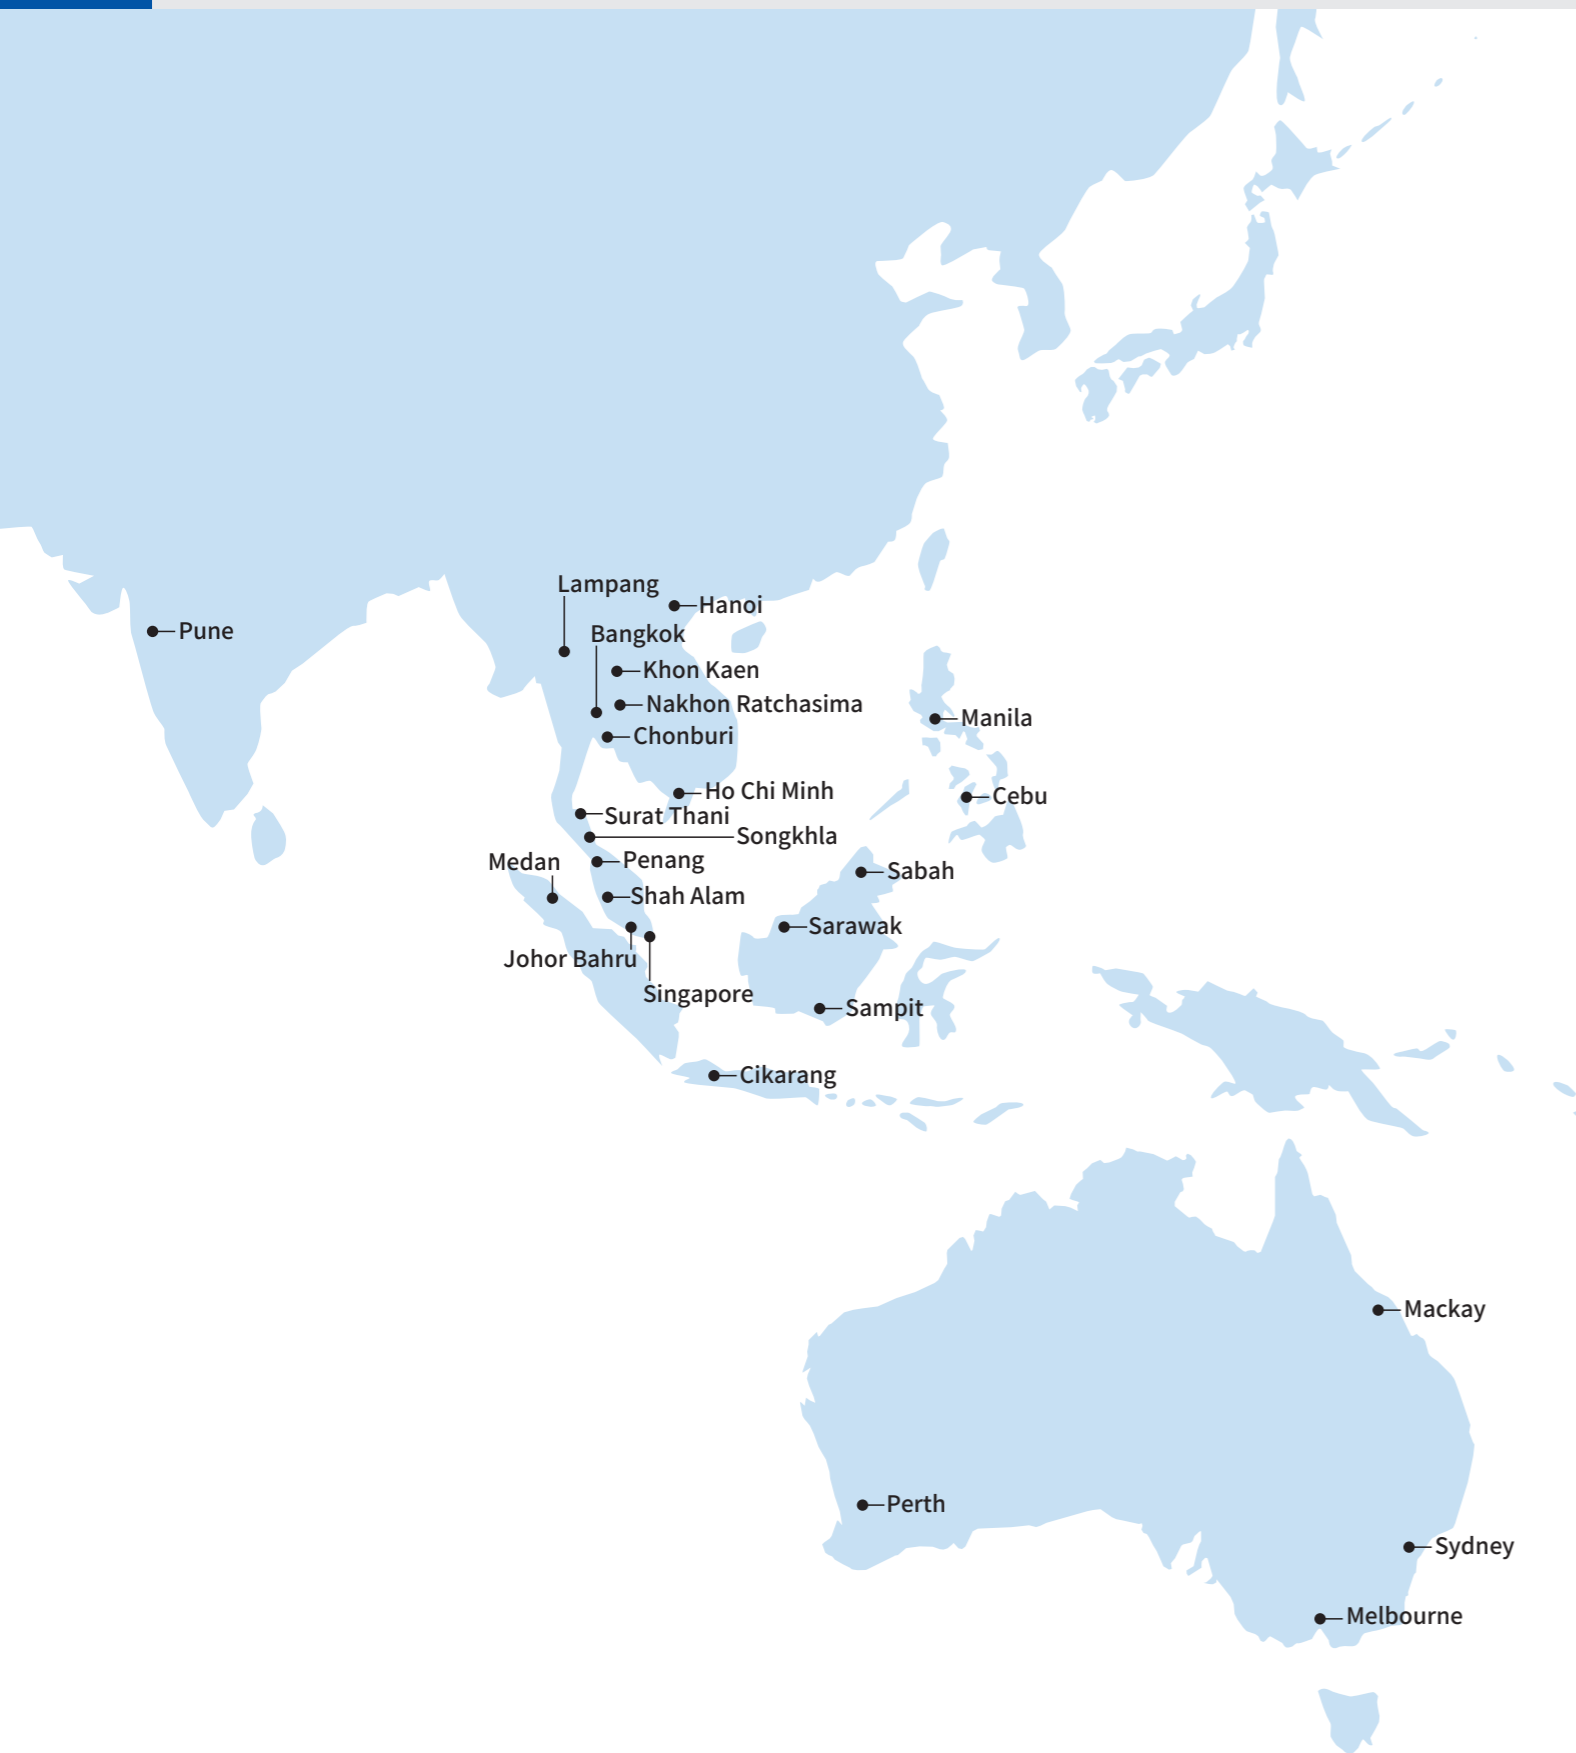 Lampang
Hanoi
Pune
Bangkok
Khon Kaen
Nakhon Ratchasima
Manila
Chonburi
Ho Chi Minh
Cebu
Surat Thani
Songkhla
Medan
Penang
Sabah
Shah Alam
Sarawak
Johor Bahru
Singapore
Sampit
Cikarang
Mackay
Perth
Sydney
Melbourne